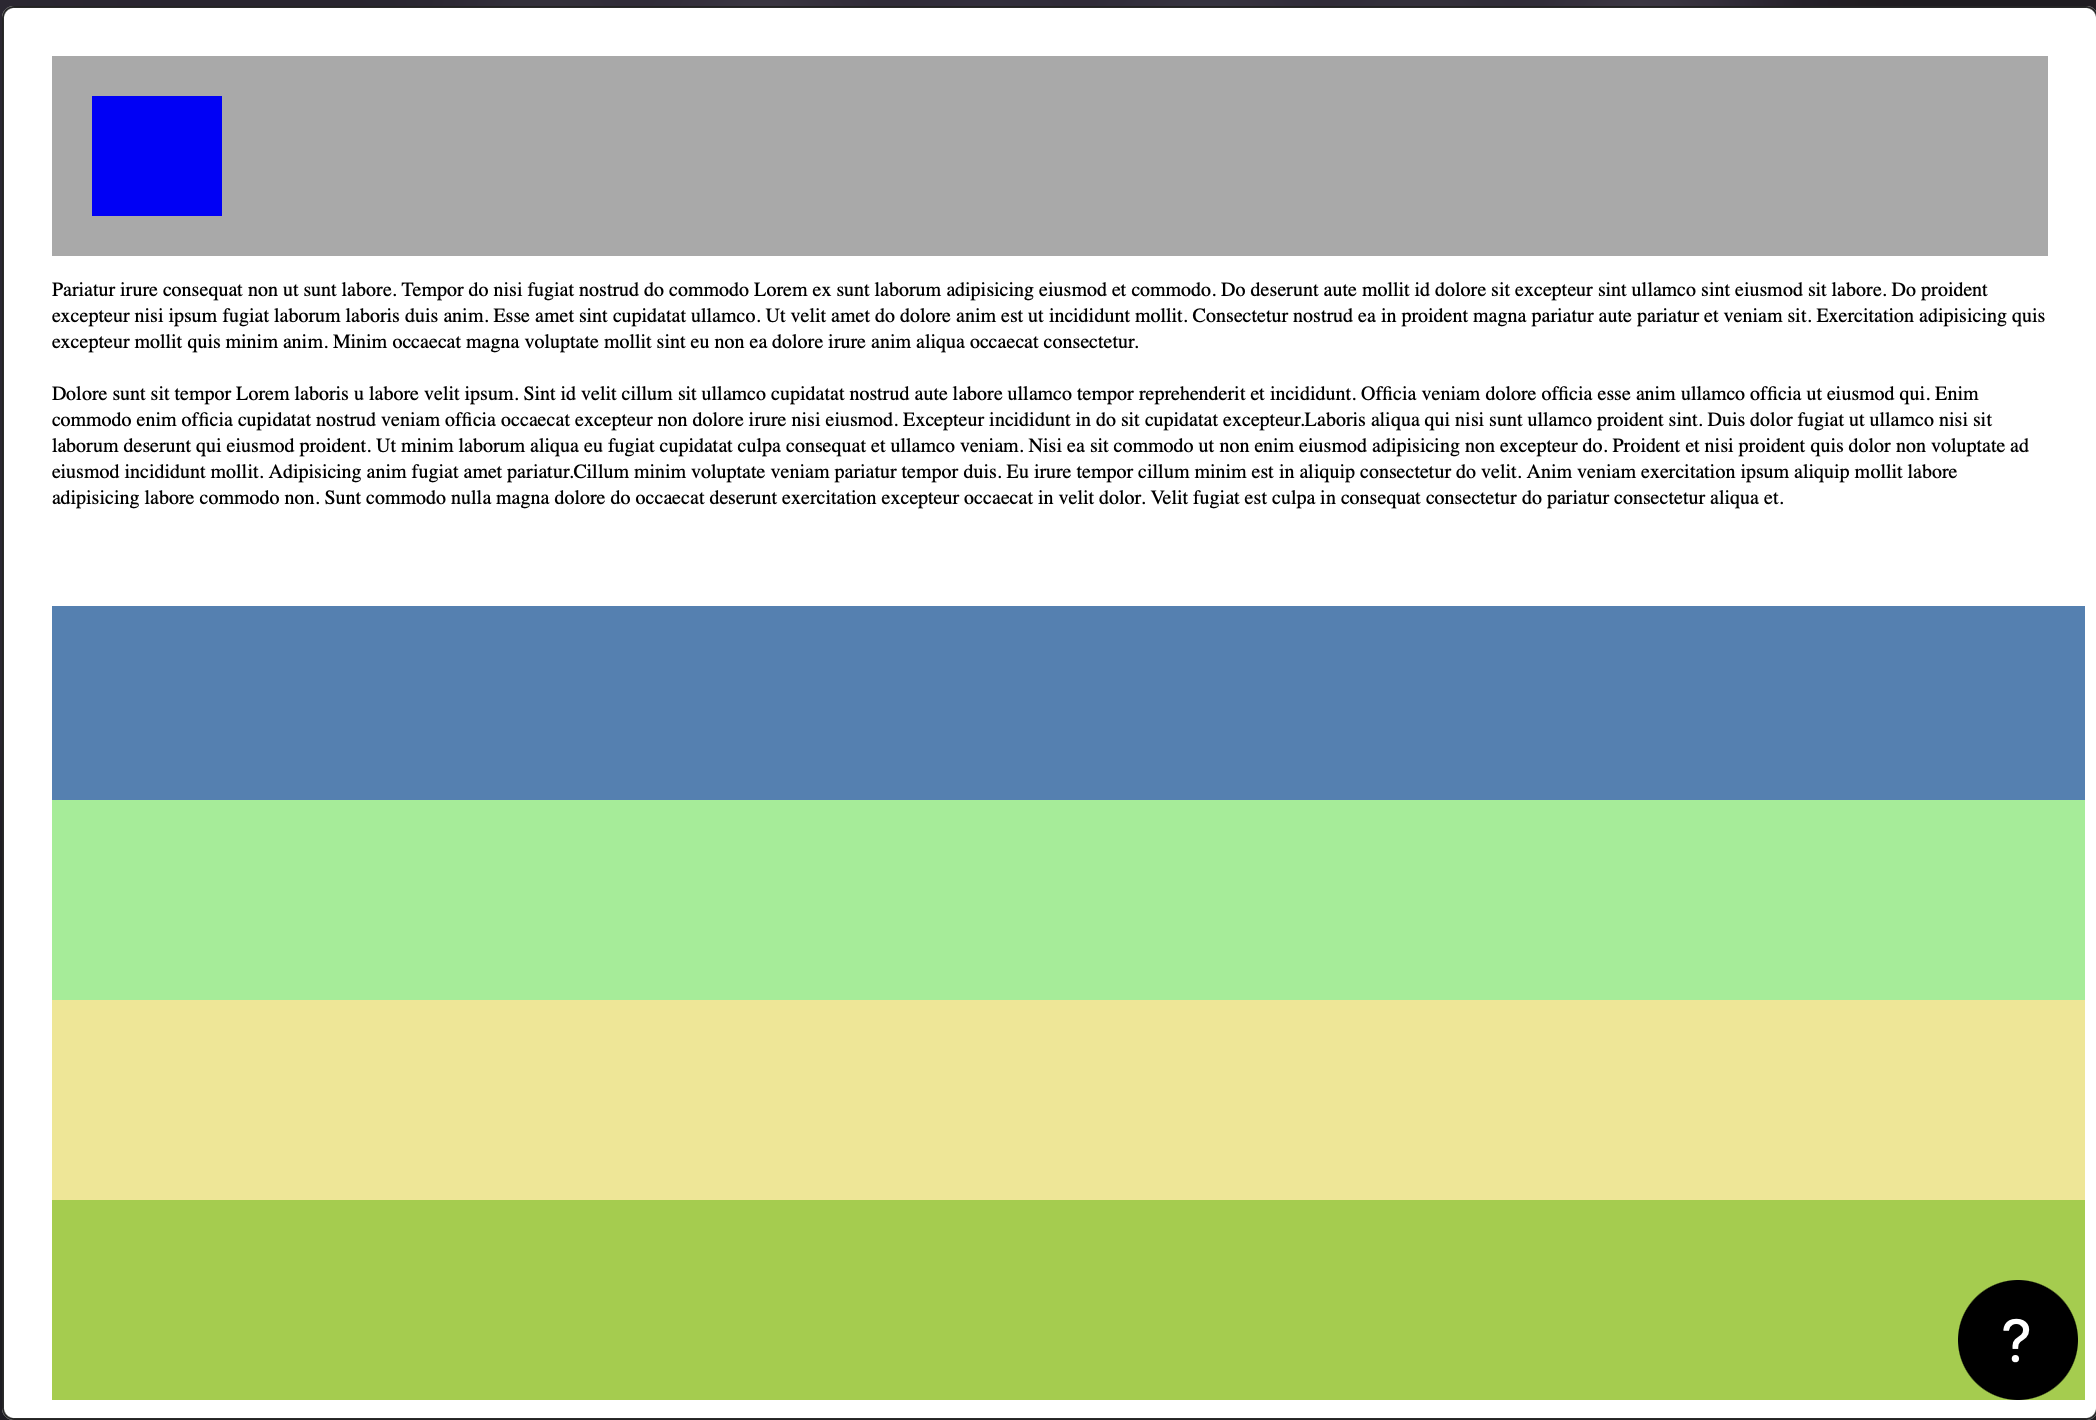 Pariatur irure consequat non ut sunt labore. Tempor do nisi fugiat nostrud do commodo Lorem ex sunt laborum adipisicing eiusmod et commodo. Do deserunt aute mollit id dolore sit excepteur sint ullamco sint eiusmod sit labore. Do proident
excepteur nisi ipsum fugiat laborum laboris duis anim. Esse amet sint cupidatat ullamco. Ut velit amet do dolore anim est ut incididunt mollit. Consectetur nostrud ea in proident magna pariatur aute pariatur et veniam sit. Exercitation adipisicing quis
excepteur mollit quis minim anim. Minim occaecat magna voluptate mollit sint eu non ea dolore irure anim aliqua occaecat consectetur.
Dolore sunt sit tempor Lorem laboris u labore velit ipsum. Sint id velit cillum sit ullamco cupidatat nostrud aute labore ullamco tempor reprehenderit et incididunt. Officia veniam dolore officia esse anim ullamco officia ut eiusmod qui. Enim
commodo enim officia cupidatat nostrud veniam officia occaecat excepteur non dolore irure nisi eiusmod. Excepteur incididunt in do sit cupidatat excepteur.Laboris aliqua qui nisi sunt ullamco proident sint. Duis dolor fugiat ut ullamco nisi sit
laborum deserunt qui eiusmod proident. Ut minim laborum aliqua eu fugiat cupidatat culpa consequat et ullamco veniam. Nisi ea sit commodo ut non enim eiusmod adipisicing non excepteur do. Proident et nisi proident quis dolor non voluptate ad
eiusmod incididunt mollit. Adipisicing anim fugiat amet pariatur.Cillum minim voluptate veniam pariatur tempor duis. Eu irure tempor cillum minim est in aliquip consectetur do velit. Anim veniam exercitation ipsum aliquip mollit labore
adipisicing labore commodo non. Sunt commodo nulla magna dolore do occaecat deserunt exercitation excepteur occaecat in velit dolor. Velit fugiat est culpa in consequat consectetur do pariatur consectetur aliqua et.
?